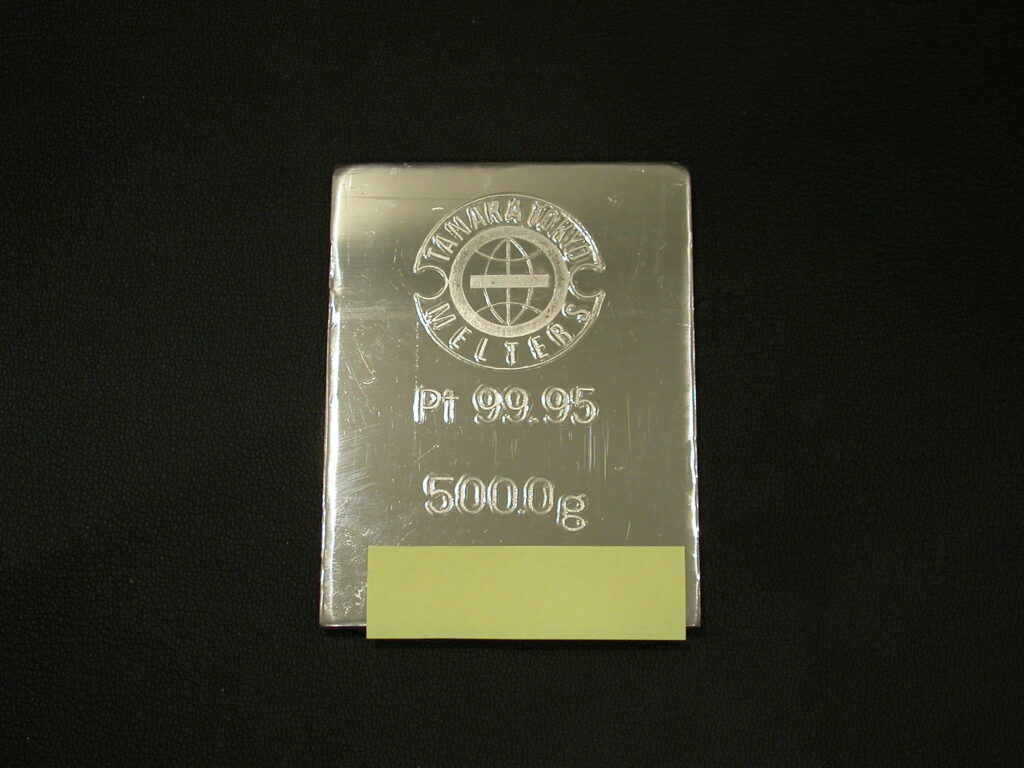 TANAKA TOKYO
MELTERS
Pt 99.95
500.0g